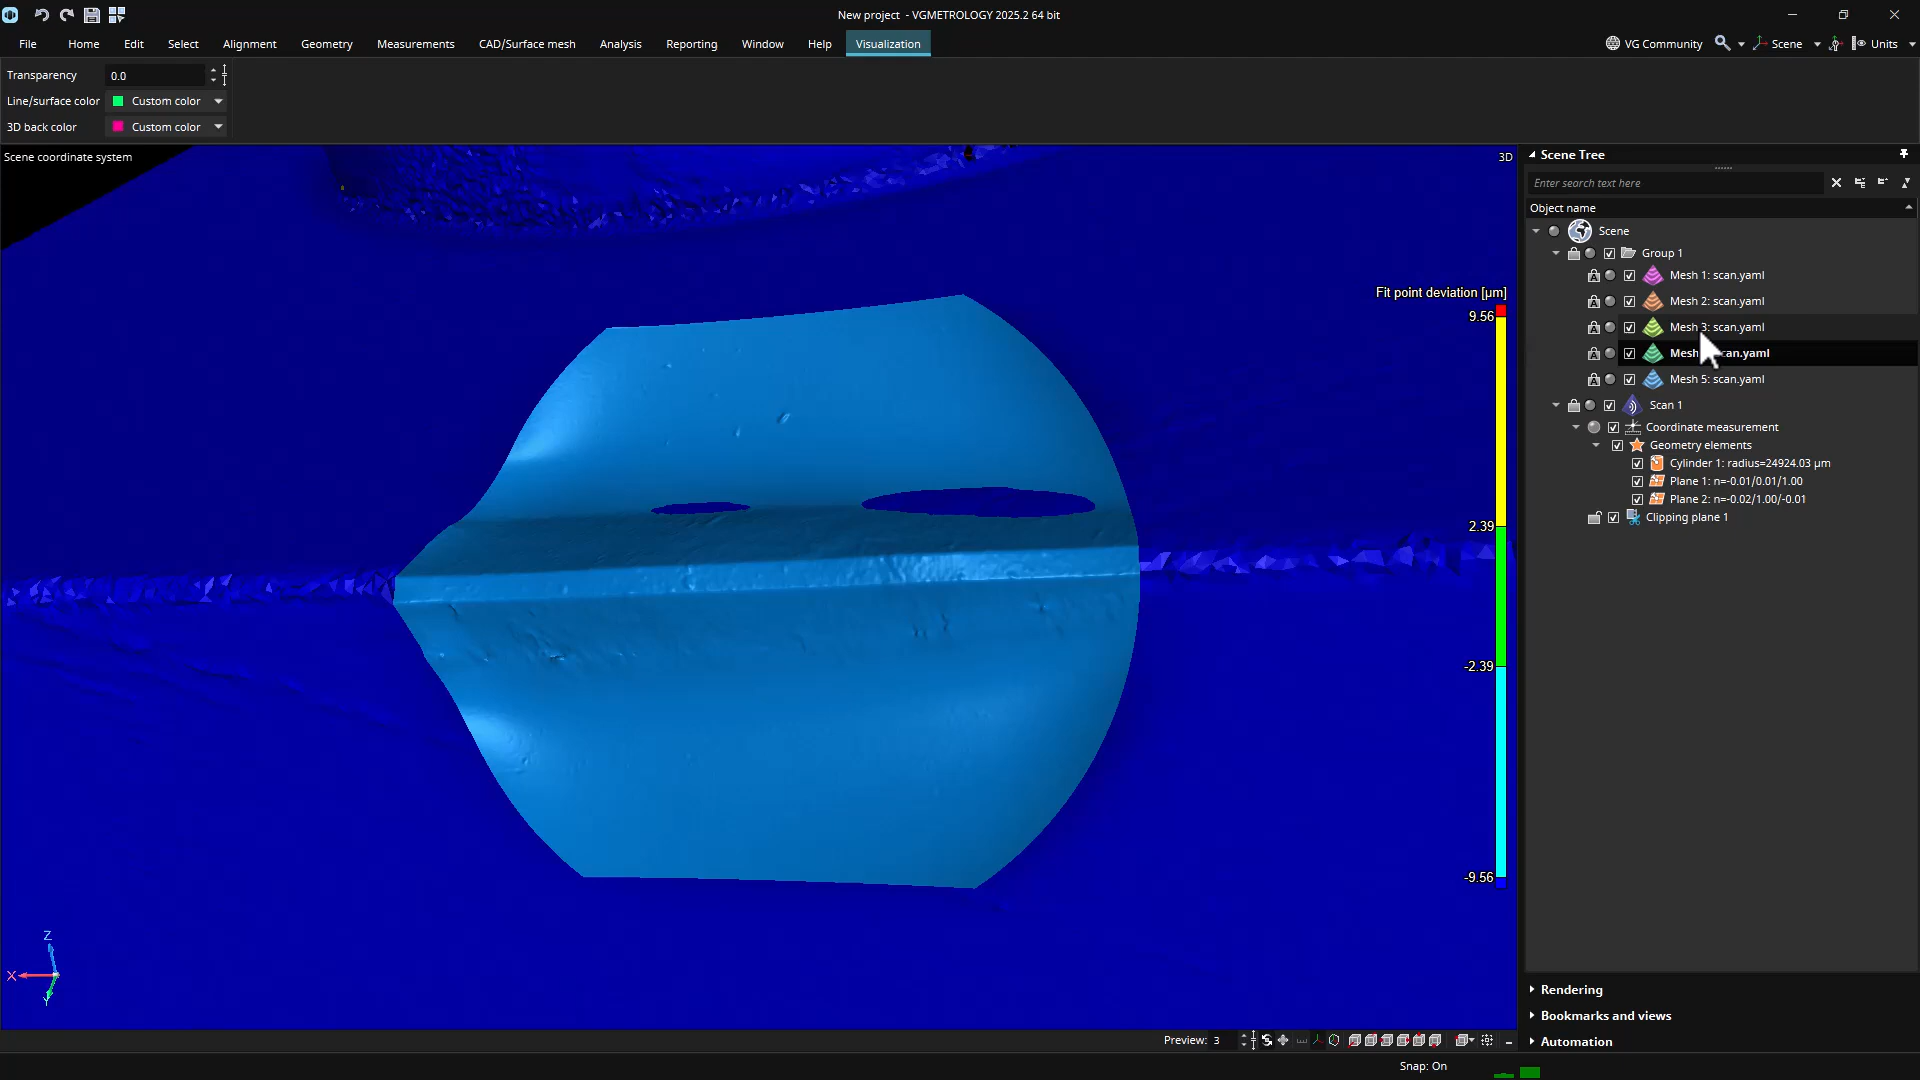 New project - VGMETROLOGY 2025.2 64 bit
File Home Edit Select Alignment Geometry Measurements CAD/Surface mesh Analysis Reporting Window Help Visualization VG Community Scene Units
Transparency 0.0
Line/surface color Custom color
3D back color Custom color
Scene coordinate system
3D
Fit point deviation [µm]
9.56
2.39
-2.39
-9.56
Z
X
Y
Scene Tree
Enter search text here
Object name
Scene
Group 1
Mesh 1: scan.yaml
Mesh 2: scan.yaml
Mesh 3: scan.yaml
Mesh can.yaml
Mesh 5: scan.yaml
Scan 1
Coordinate measurement
Geometry elements
Cylinder 1: radius=24924.03 µm
Plane 1: n=-0.01/0.01/1.00
Plane 2: n=-0.02/1.00/-0.01
Clipping plane 1
Rendering
Bookmarks and views
Automation
Preview: 3
Snap: On